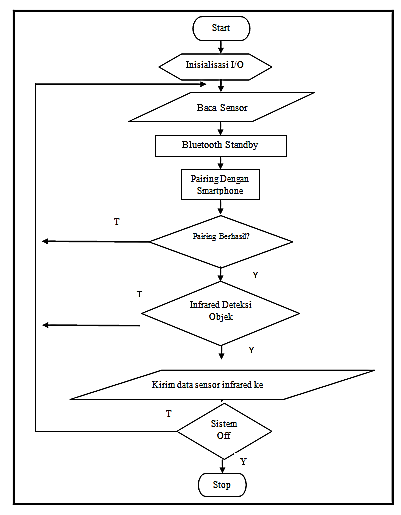 Start
Inisialisasi I/O
Baca Sensor
Bluetooth Standby
Pairing Dengan
Smartphone
T
Pairing Berhasil?
Y
T
Infrared Deteksi
Objek
Y
Kirim data sensor infrared ke
T
Sistem
Off
Y
Stop